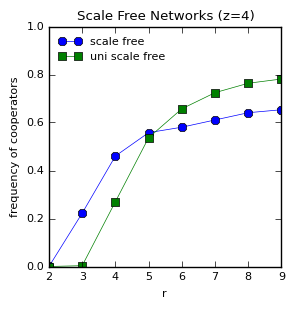 Scale Free Networks (z=4)
scale free
uni scale free
frequency of cooperators
1.0
0.8
0.6
0.4
0.2
0.0
2 3 4 5 6 7 8 9
r